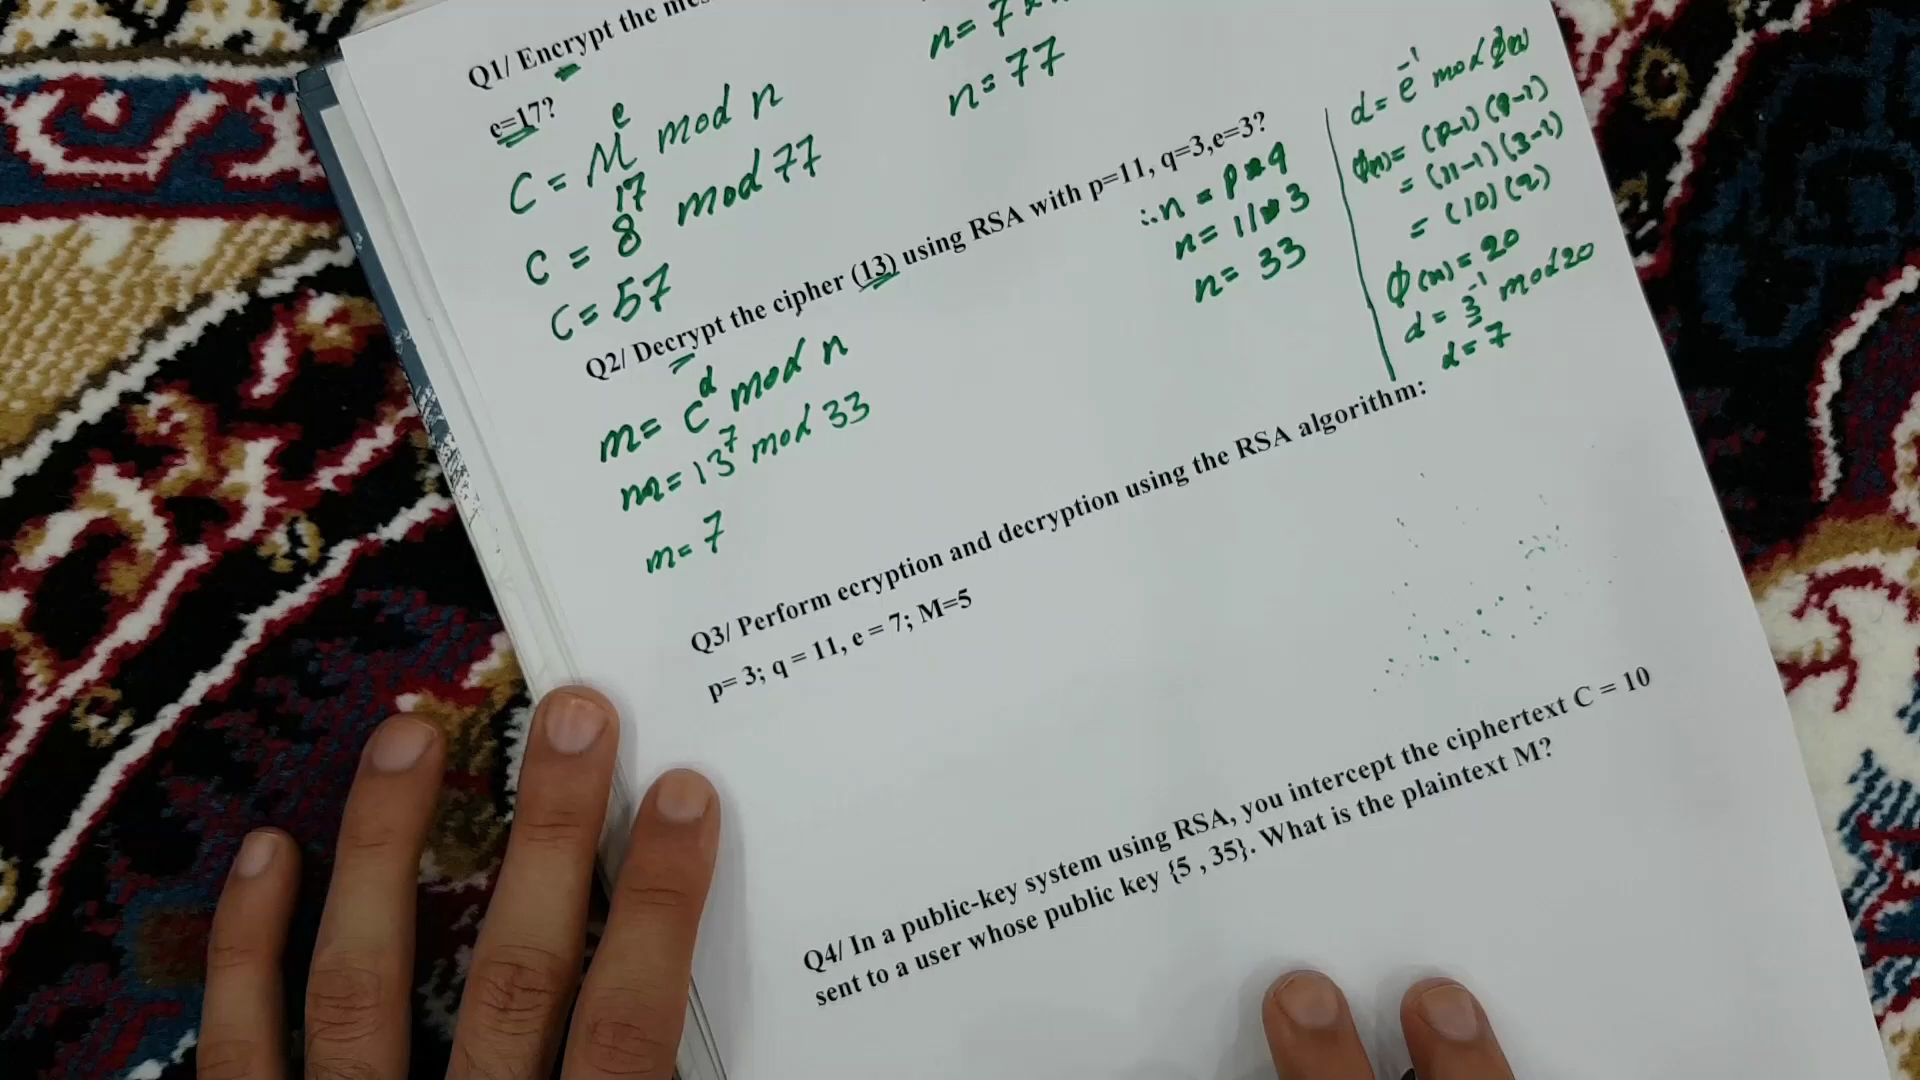 Q1/ Encrypt the
n= 7
e=17?
n= 77
C = M^e mod n
C = 8^17 mod 77
C= 57
Q2/ Decrypt the cipher (13) using RSA with p=11, q=3,e=3?
∴n = p*q
n= 11*3
n= 33
d= e^-1 mod φ(n)
φ(n)= (p-1)(q-1)
= (11-1)(3-1)
= (10)(2)
φ(n)= 20
d= 3^-1 mod 20
d= 7
m= C^d mod n
m= 13^7 mod 33
m= 7
Q3/ Perform ecryption and decryption using the RSA algorithm:
p= 3; q = 11, e = 7; M=5
Q4/ In a public-key system using RSA, you intercept the ciphertext C = 10
sent to a user whose public key {5 , 35}. What is the plaintext M?